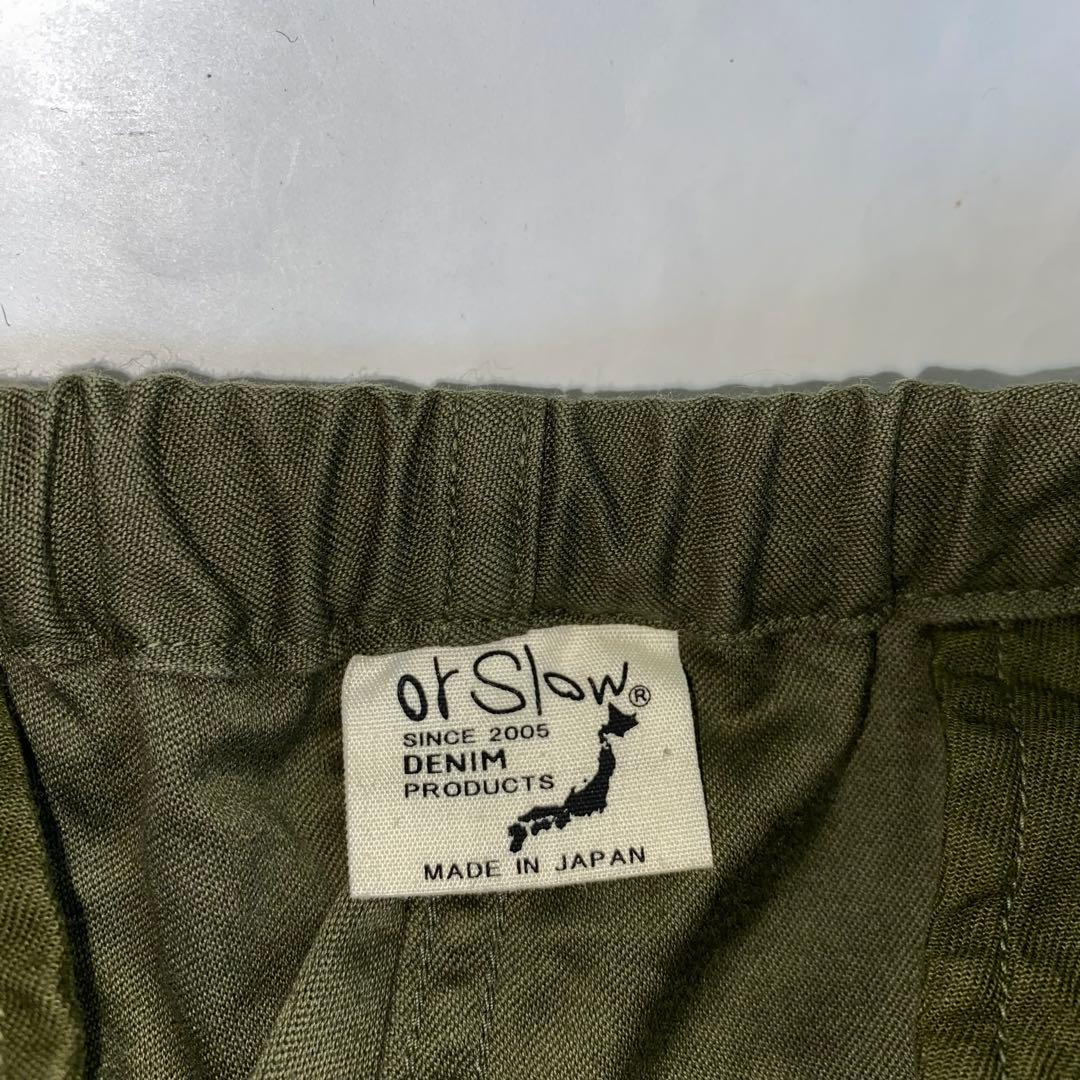 orSlow®
SINCE 2005
DENIM
PRODUCTS
MADE IN JAPAN